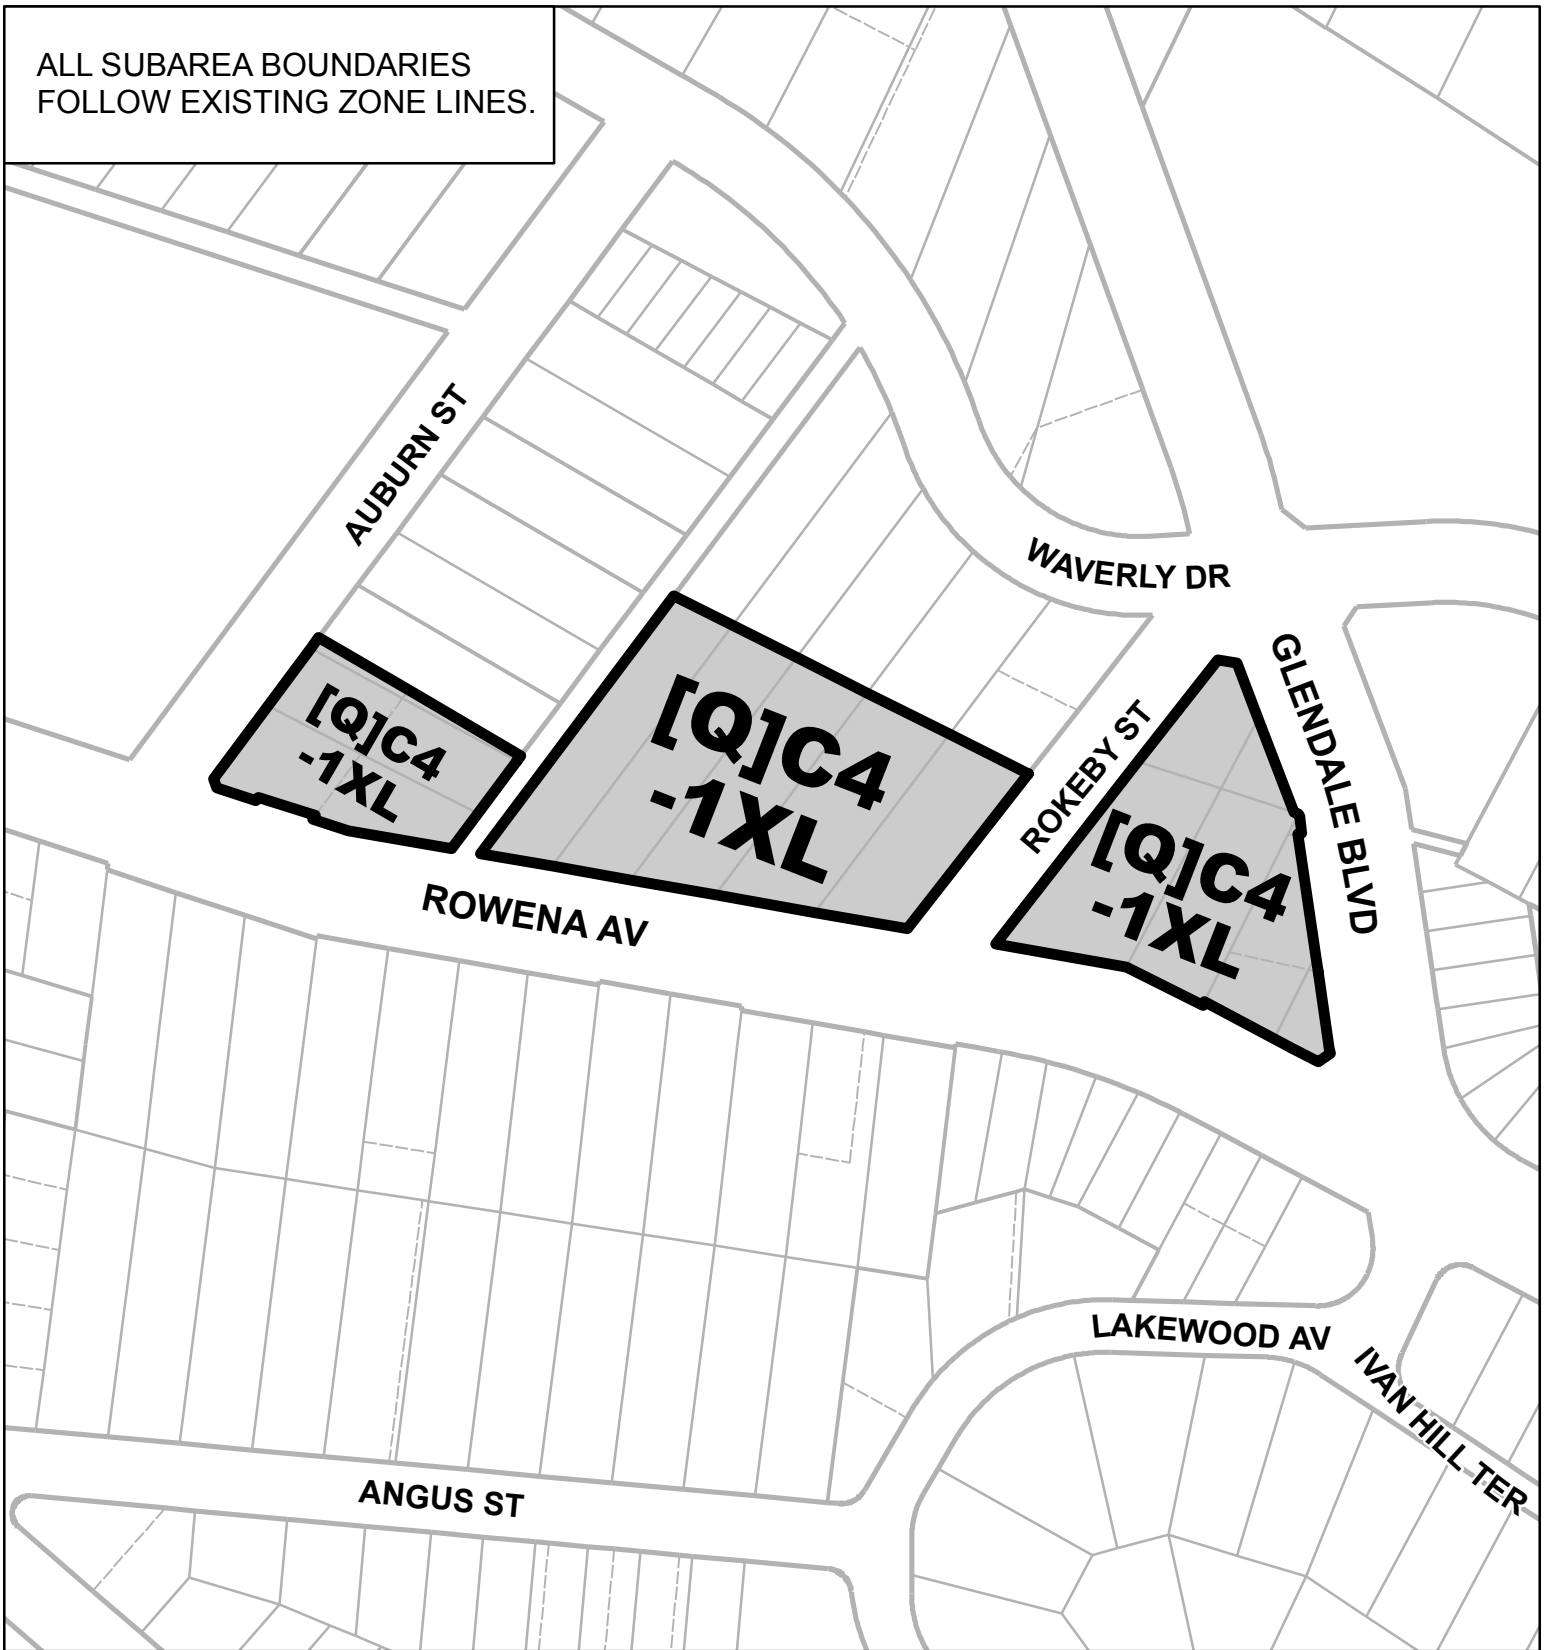 ALL SUBAREA BOUNDARIES
FOLLOW EXISTING ZONE LINES.
AUBURN ST
WAVERLY DR
GLENDALE BLVD
ROKEBY ST
[Q]C4
-1XL
[Q]C4
-1XL
[Q]C4
-1XL
ROWENA AV
LAKEWOOD AV
IVAN HILL TER
ANGUS ST